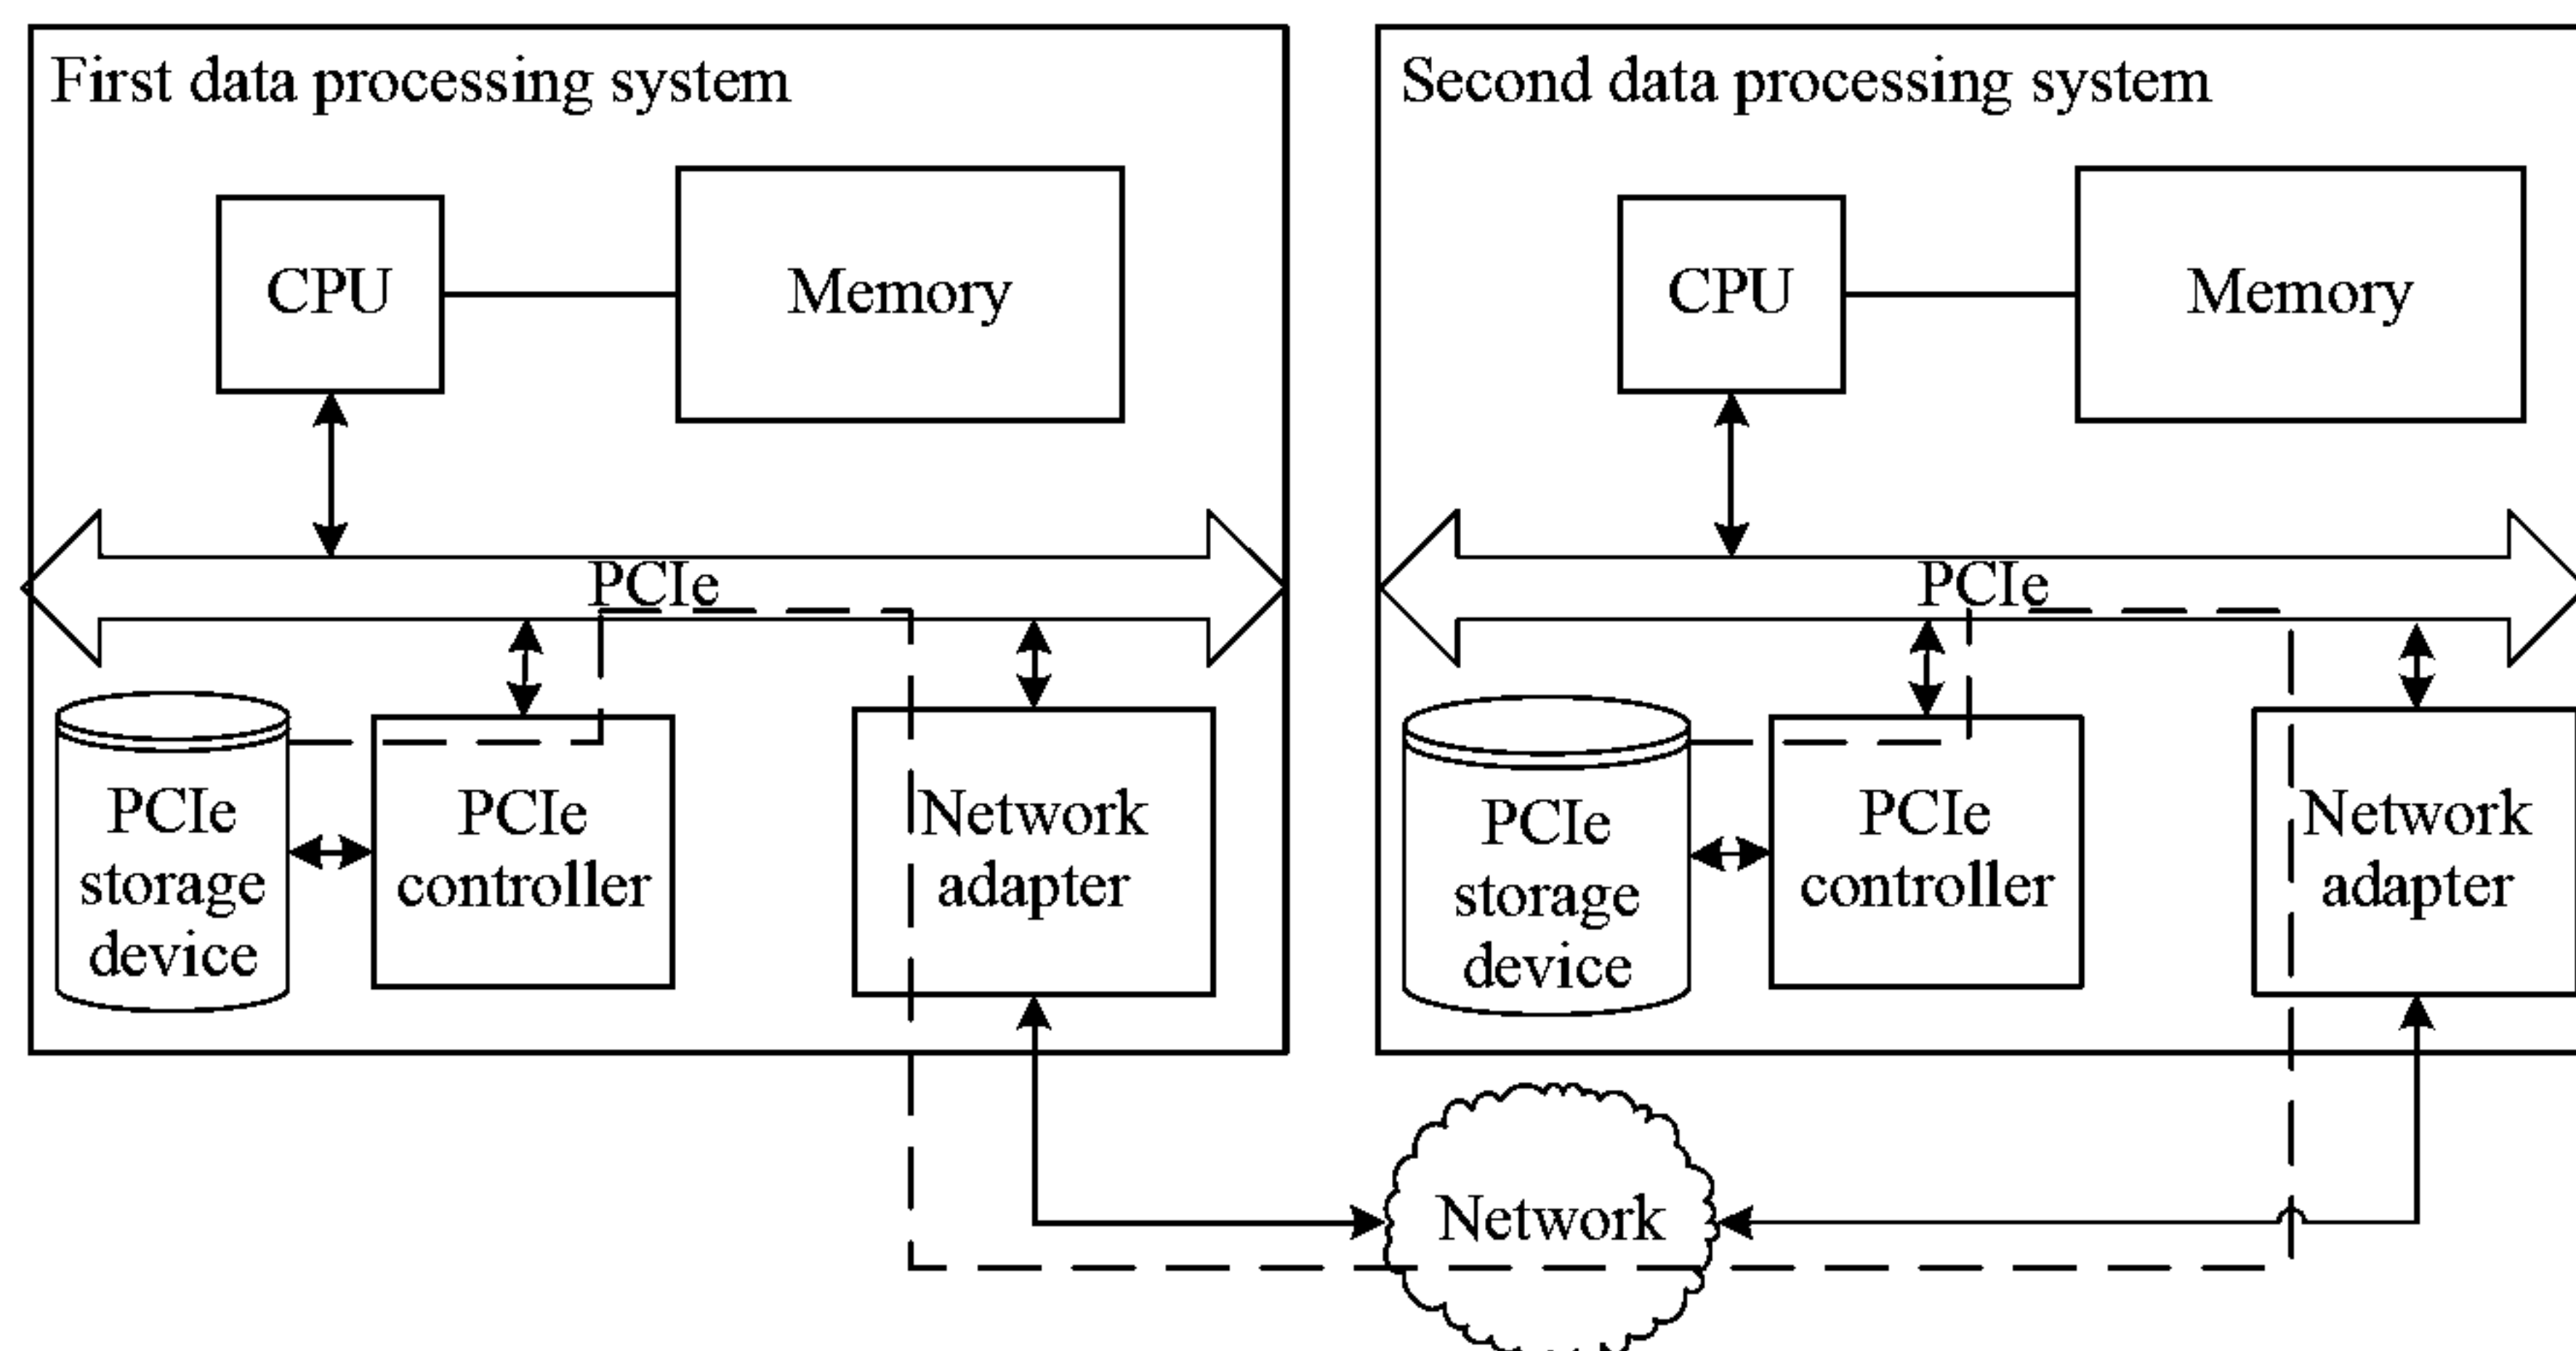 First data processing system
CPU
Memory
PCIe
PCIe
storage
device
PCIe
controller
Network
adapter
Second data processing system
CPU
Memory
PCIe
PCIe
storage
device
PCIe
controller
Network
adapter
Network